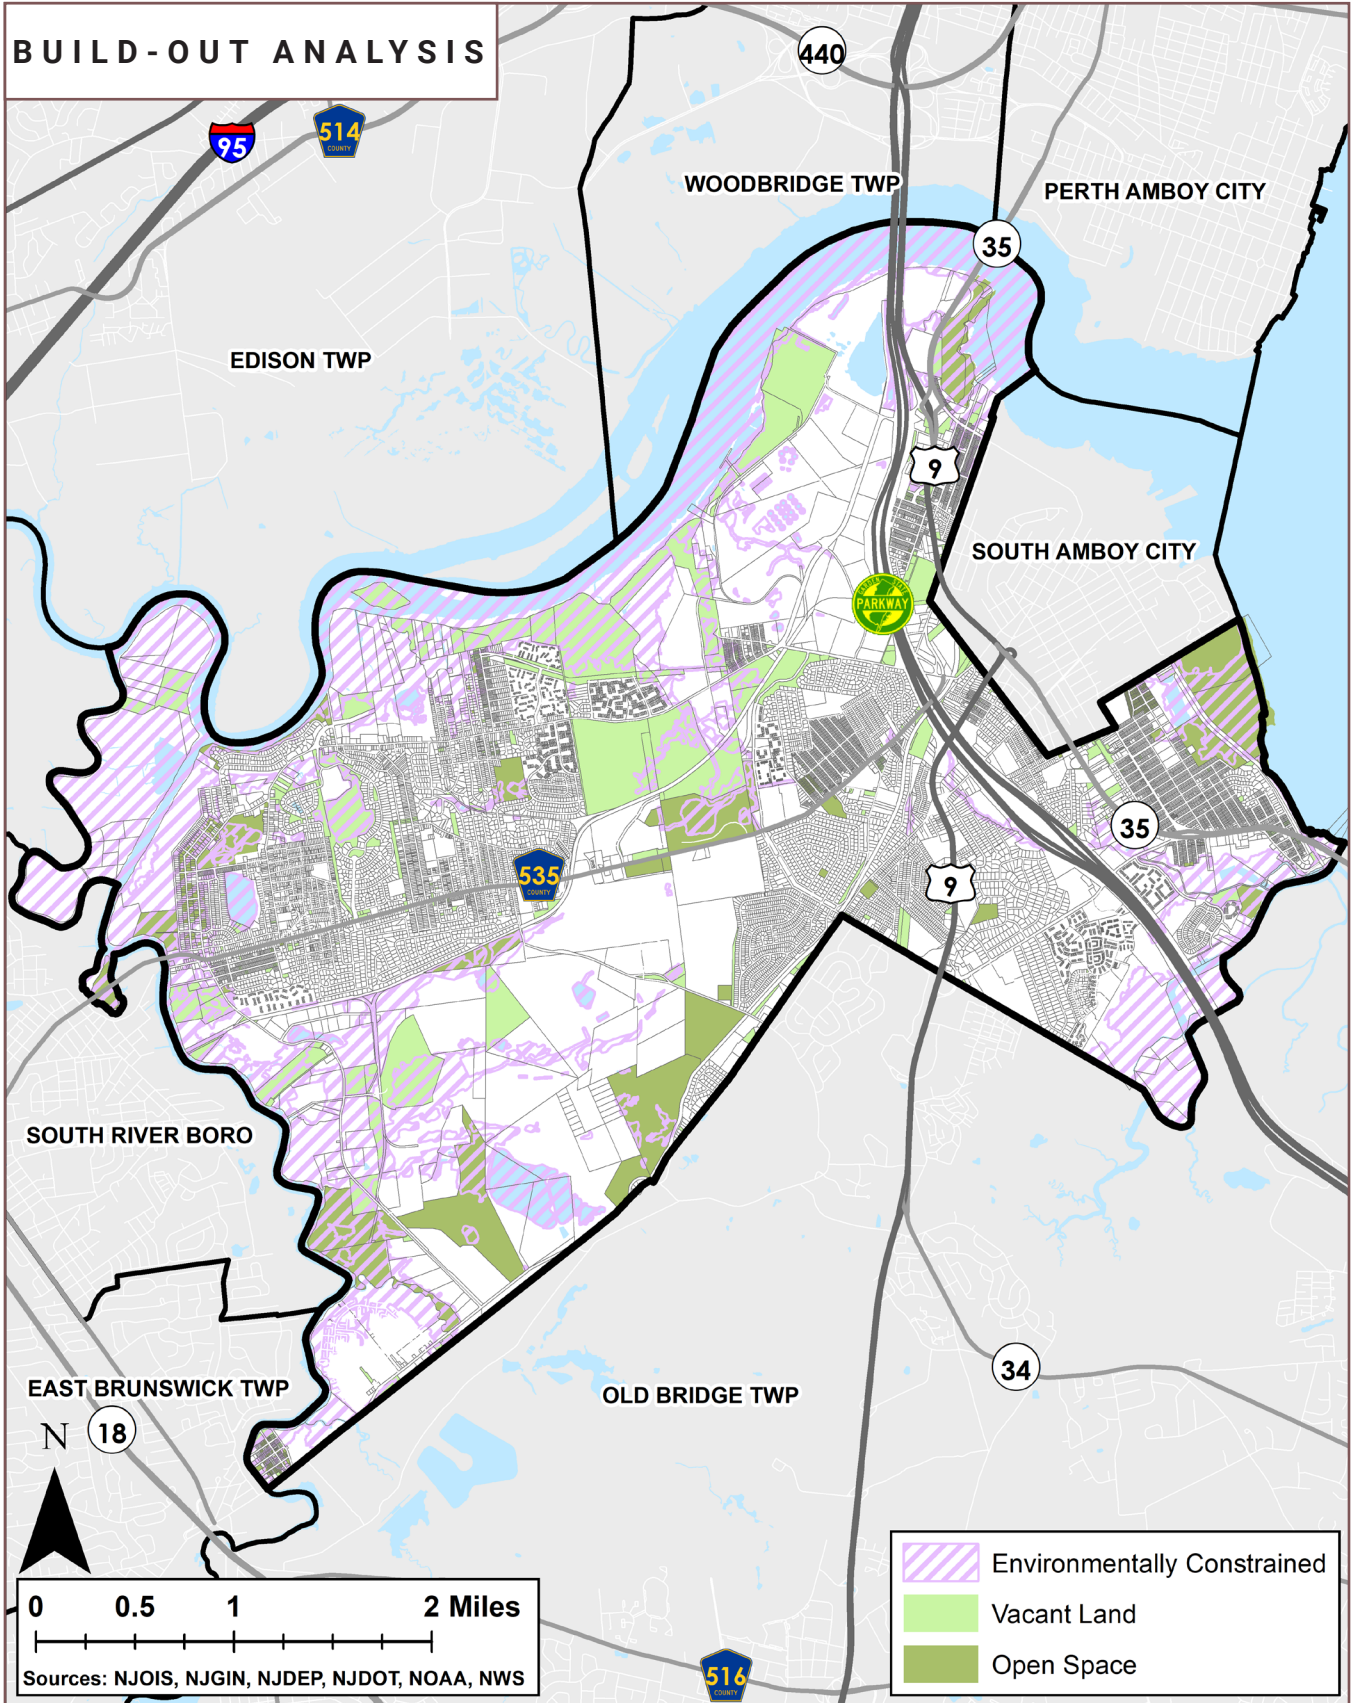 BUILD-OUT ANALYSIS
440
95
514
COUNTY
WOODBRIDGE TWP
PERTH AMBOY CITY
35
EDISON TWP
9
SOUTH AMBOY CITY
GARDEN STATE
PARKWAY
35
535
COUNTY
9
SOUTH RIVER BORO
34
EAST BRUNSWICK TWP
OLD BRIDGE TWP
N
18
Environmentally Constrained
Vacant Land
Open Space
0 0.5 1 2 Miles
Sources: NJOIS, NJGIN, NJDEP, NJDOT, NOAA, NWS
516
COUNTY